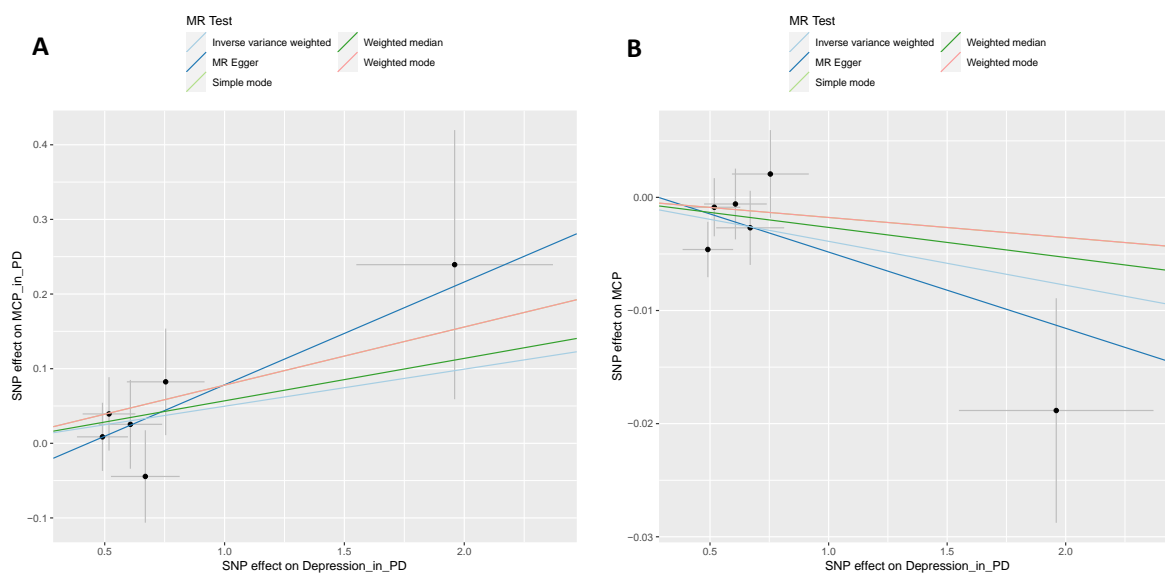 A
MR Test
Inverse variance weighted
Weighted median
MR Egger
Weighted mode
Simple mode
SNP effect on MCP_in_PD
0.4
0.3
0.2
0.1
0.0
−0.1
0.5
1.0
1.5
2.0
SNP effect on Depression_in_PD
B
MR Test
Inverse variance weighted
Weighted median
MR Egger
Weighted mode
Simple mode
SNP effect on MCP
0.00
−0.01
−0.02
−0.03
0.5
1.0
1.5
2.0
SNP effect on Depression_in_PD